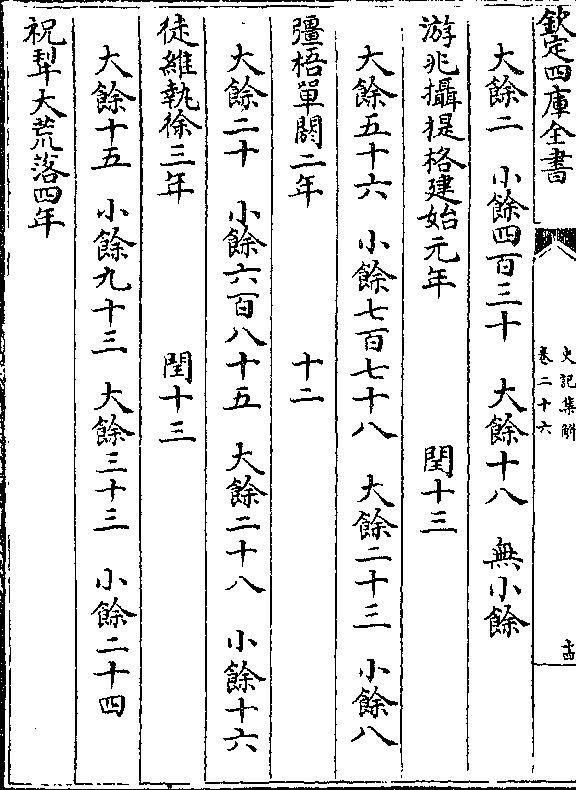 欽定四庫全書
史記集解
卷二十六
十四
大餘二　小餘四百三十　大餘十八　無小餘
游兆攝提格建始元年　閏十三
大餘五十六　小餘七百七十八　大餘二十三　小餘八
彊梧單閼二年　十二
大餘二十　小餘六百八十五　大餘二十八　小餘十六
徒維執徐三年　閏十三
大餘十五　小餘九十三　大餘三十三　小餘二十四
祝犂大荒落四年